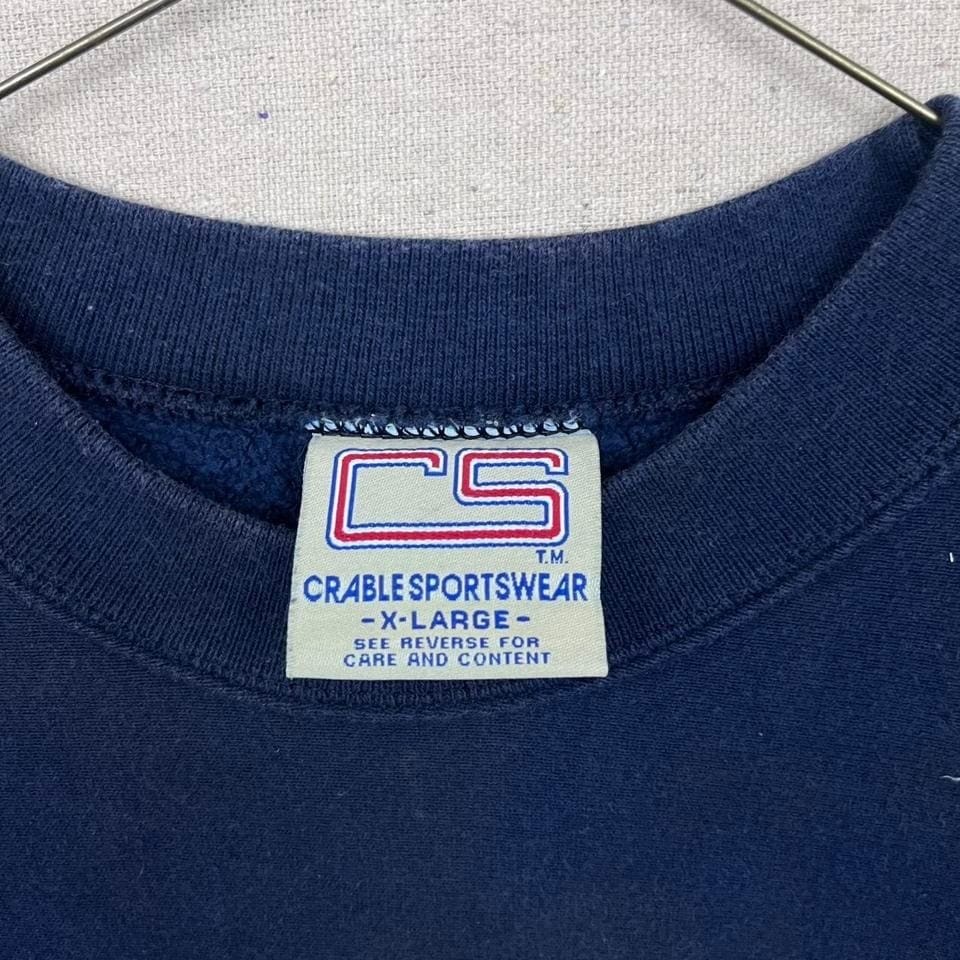 CS
T.M.
CRABLE SPORTSWEAR
-X-LARGE-
SEE REVERSE FOR
CARE AND CONTENT